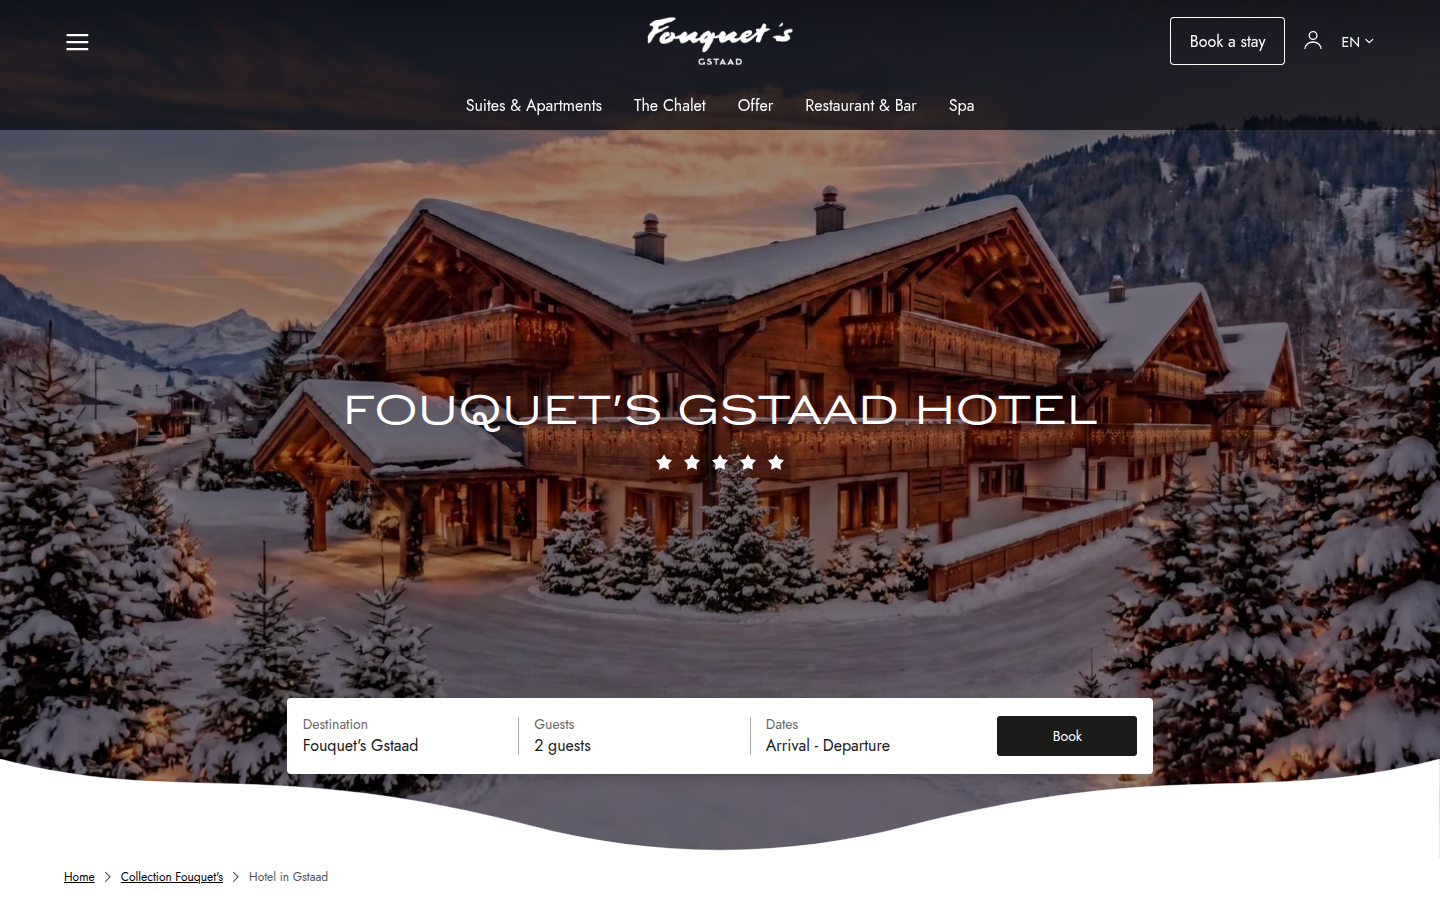 Fouquet's
GSTAAD
Book a stay
EN
Suites & Apartments
The Chalet
Offer
Restaurant & Bar
Spa
FOUQUET'S GSTAAD HOTEL
Destination
Fouquet's Gstaad
Guests
2 guests
Dates
Arrival - Departure
Book
Home
Collection Fouquet's
Hotel in Gstaad